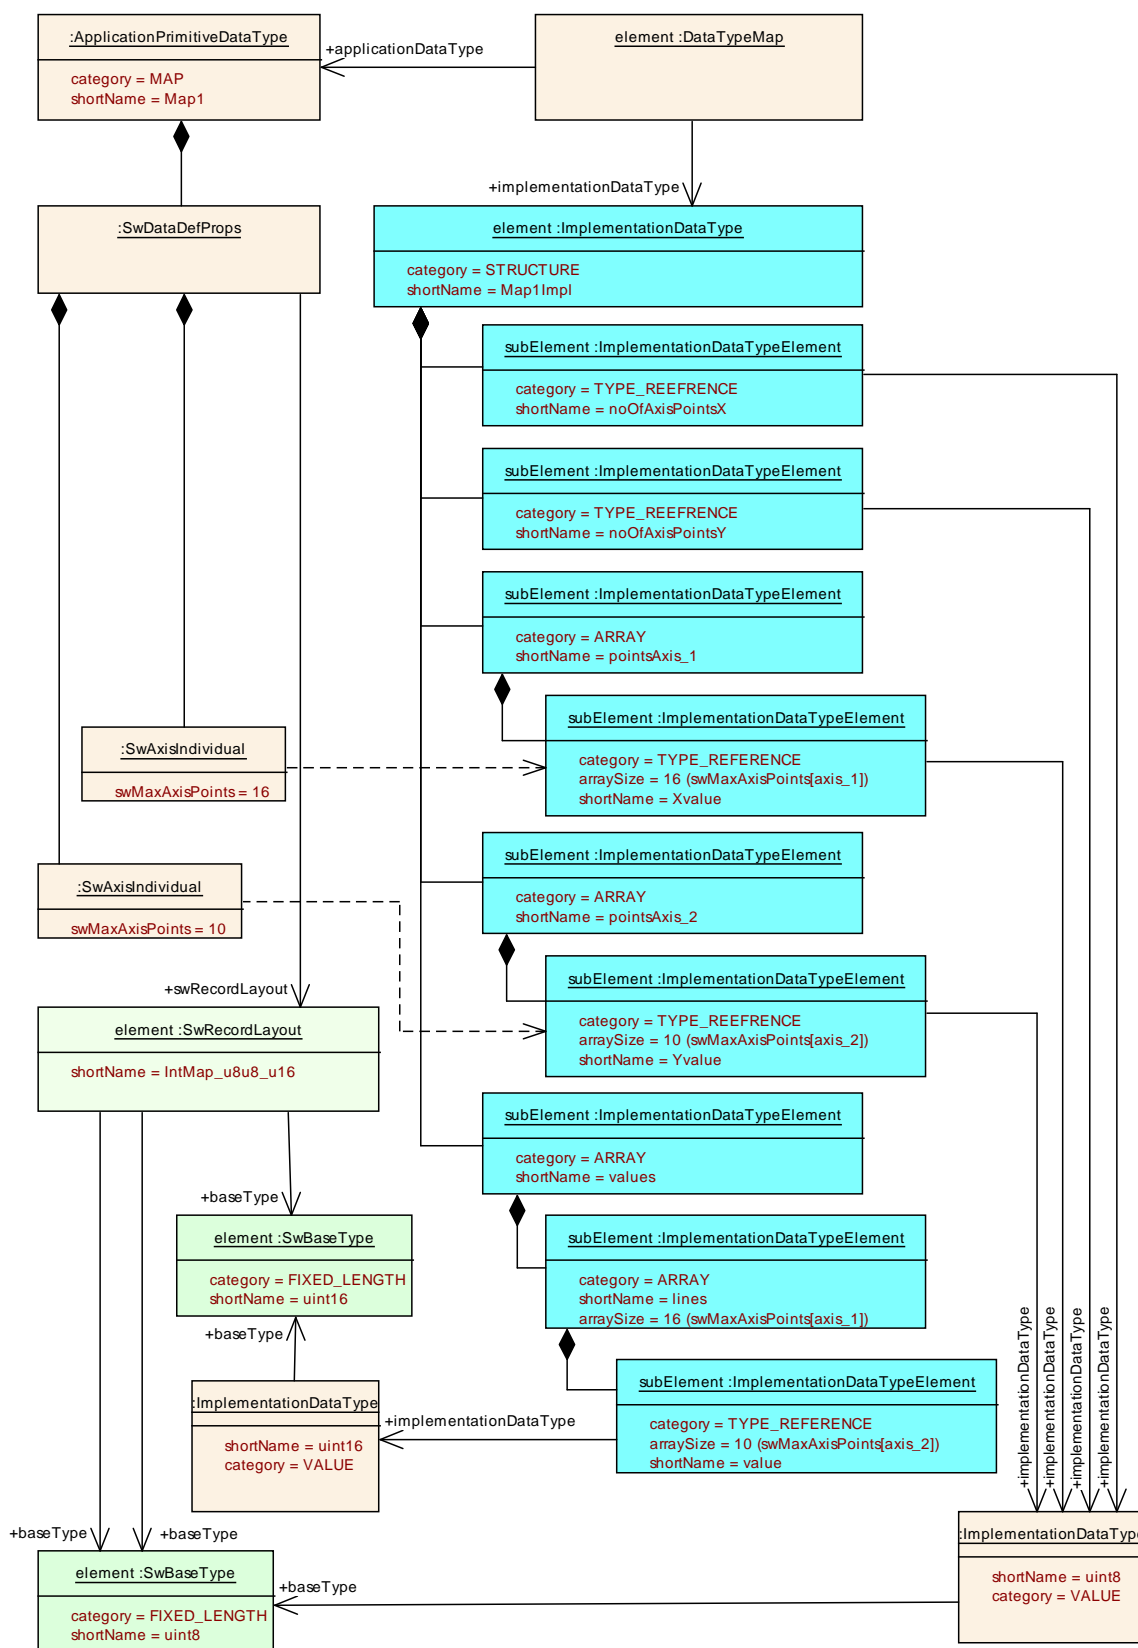 :ApplicationPrimitiveDataType
category = MAP
shortName = Map1
+applicationDataType
element :DataTypeMap
+implementationDataType
:SwDataDefProps
element :ImplementationDataType
category = STRUCTURE
shortName = Map1Impl
subElement :ImplementationDataTypeElement
category = TYPE_REEFRENCE
shortName = noOfAxisPointsX
subElement :ImplementationDataTypeElement
category = TYPE_REEFRENCE
shortName = noOfAxisPointsY
subElement :ImplementationDataTypeElement
category = ARRAY
shortName = pointsAxis_1
subElement :ImplementationDataTypeElement
category = TYPE_REFERENCE
arraySize = 16 (swMaxAxisPoints[axis_1])
shortName = Xvalue
:SwAxisIndividual
swMaxAxisPoints = 16
subElement :ImplementationDataTypeElement
category = ARRAY
shortName = pointsAxis_2
:SwAxisIndividual
swMaxAxisPoints = 10
subElement :ImplementationDataTypeElement
category = TYPE_REEFRENCE
arraySize = 10 (swMaxAxisPoints[axis_2])
shortName = Yvalue
+swRecordLayout
element :SwRecordLayout
shortName = IntMap_u8u8_u16
subElement :ImplementationDataTypeElement
category = ARRAY
shortName = values
+baseType
element :SwBaseType
category = FIXED_LENGTH
shortName = uint16
+baseType
subElement :ImplementationDataTypeElement
category = ARRAY
shortName = lines
arraySize = 16 (swMaxAxisPoints[axis_1])
subElement :ImplementationDataTypeElement
category = TYPE_REFERENCE
arraySize = 10 (swMaxAxisPoints[axis_2])
shortName = value
:ImplementationDataType
shortName = uint16
category = VALUE
+implementationDataType
+implementationDataType
+implementationDataType
+implementationDataType
+implementationDataType
:ImplementationDataType
shortName = uint8
category = VALUE
+baseType
+baseType
+baseType
element :SwBaseType
category = FIXED_LENGTH
shortName = uint8